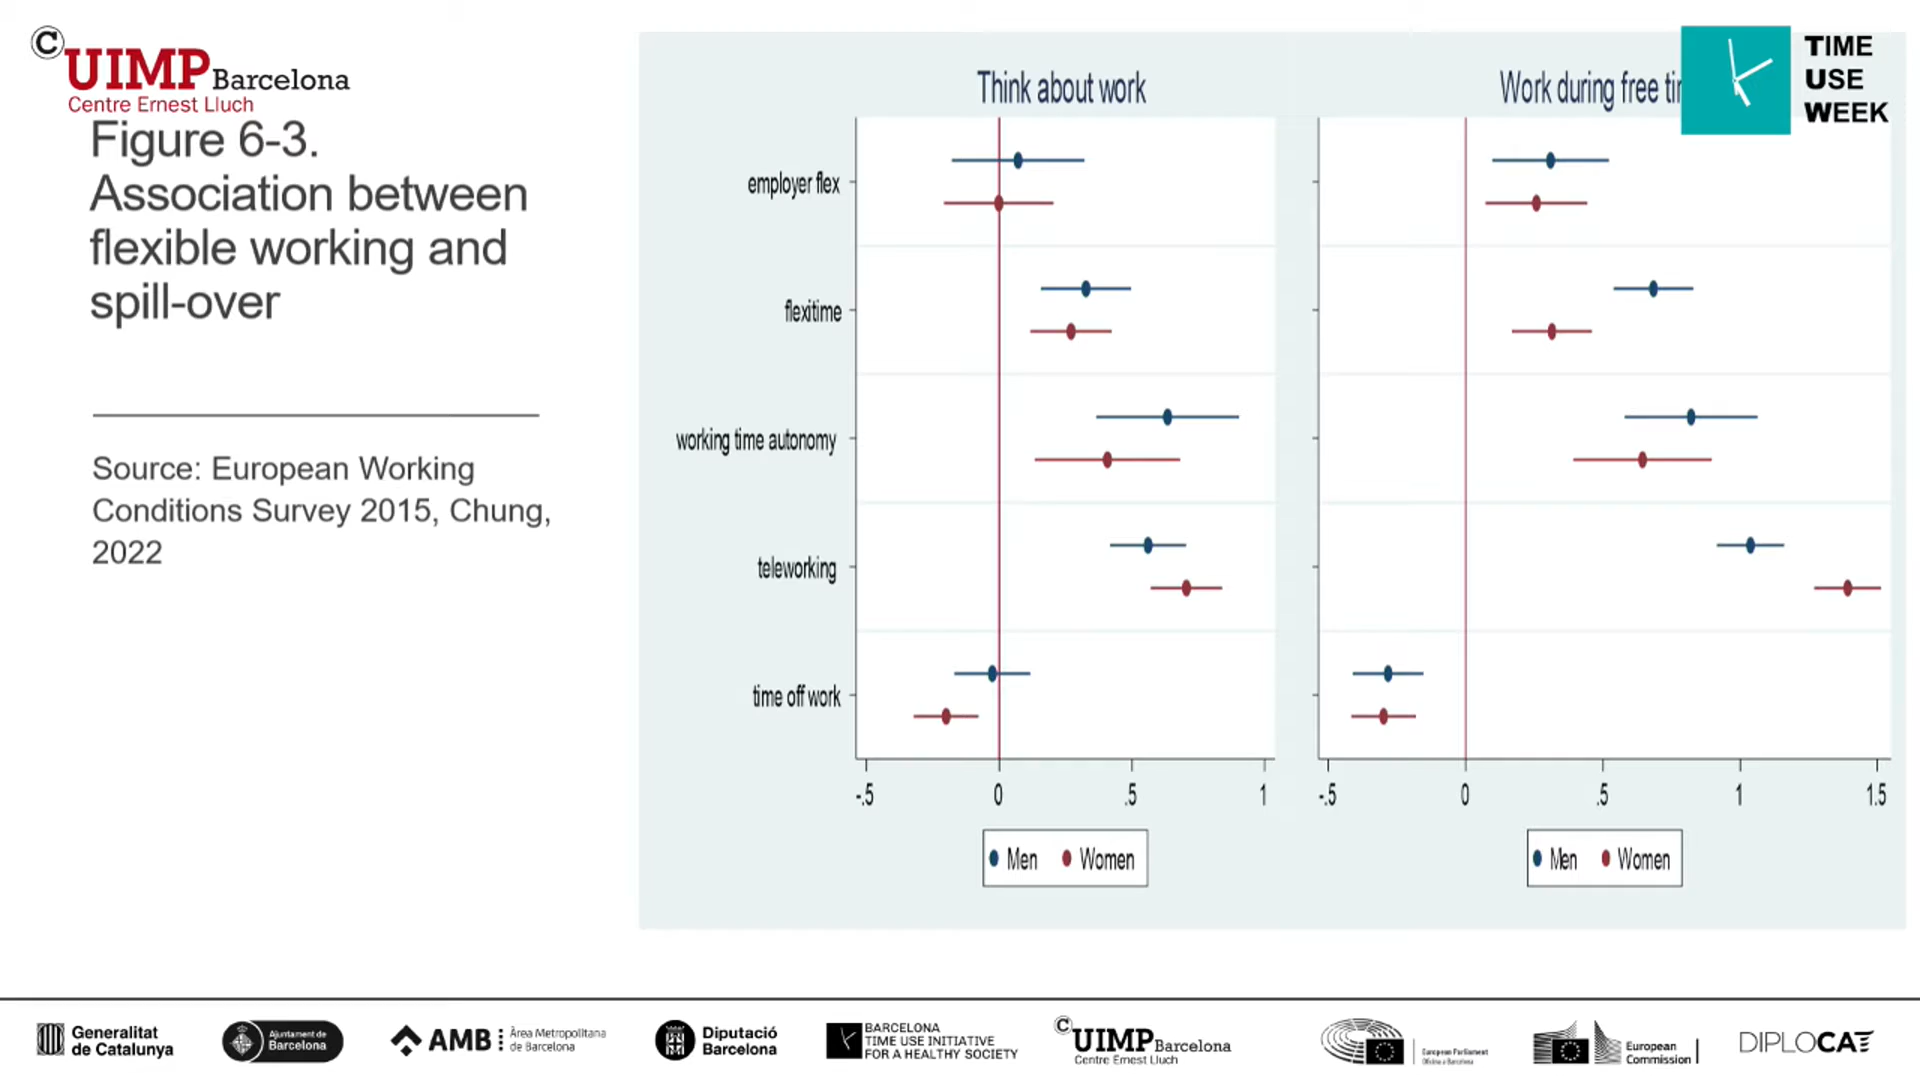 ©
UIMP Barcelona
Centre Ernest Lluch
Figure 6-3.
Association between
flexible working and
spill-over
Source: European Working
Conditions Survey 2015, Chung,
2022
Think about work
Work during free
TIME
USE
WEEK
employer flex
flexitime
working time autonomy
teleworking
time off work
-.5 0 .5 1
-.5 0 .5 1 1.5
Men Women
Men Women
Generalitat
de Catalunya
Ajuntament de
Barcelona
AMB
Àrea Metropolitana
de Barcelona
Diputació
Barcelona
BARCELONA
TIME USE INITIATIVE
FOR A HEALTHY SOCIETY
©
UIMP Barcelona
Centre Ernest Lluch
European Parliament
European
Commission
DIPLOCAT